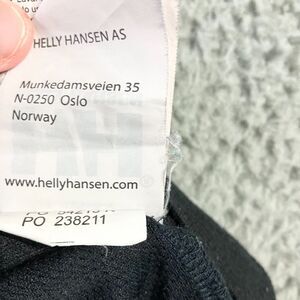 HELLY HANSEN AS
Munkedamsveien 35
N-0250 Oslo
Norway
www.hellyhansen.com
PO 238211